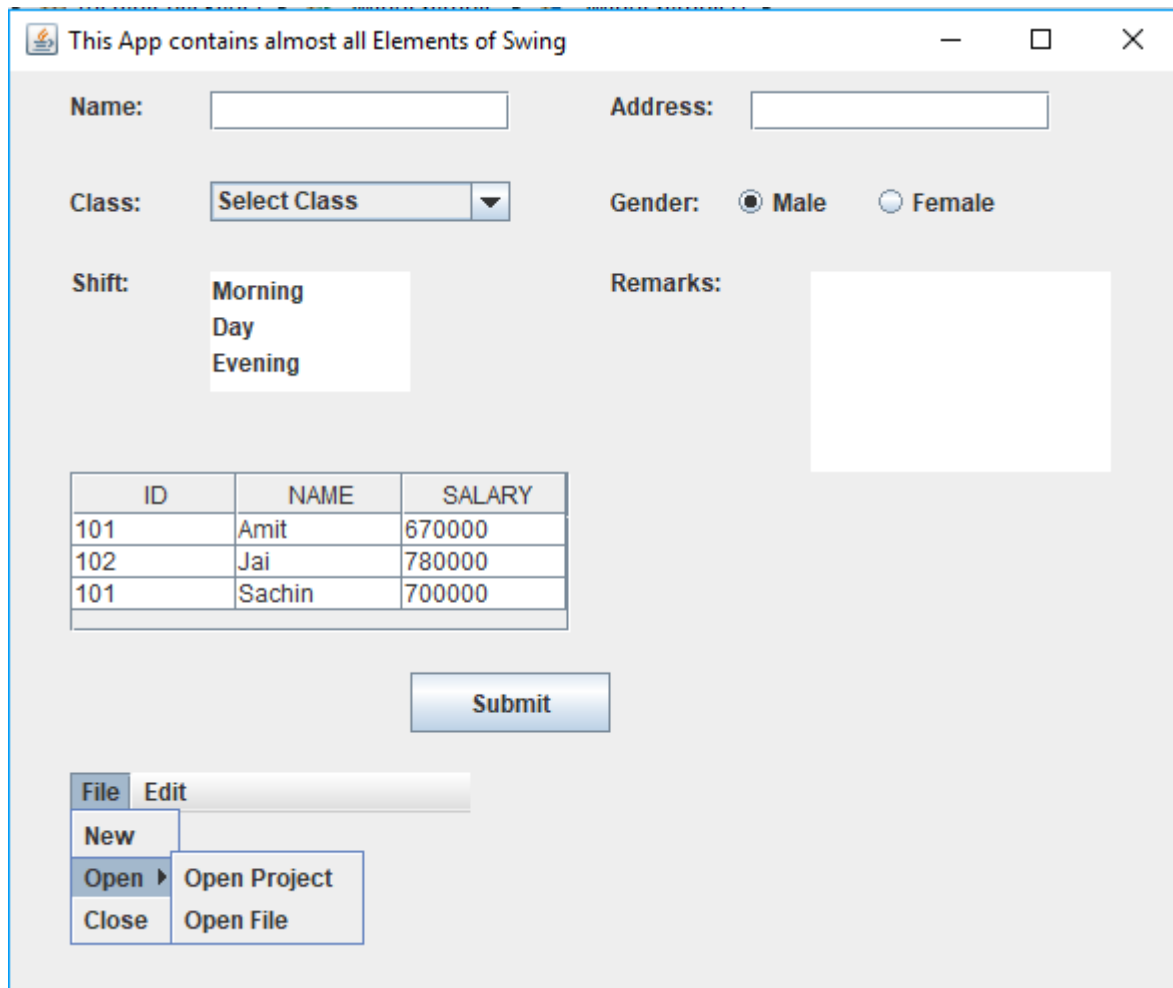 This App contains almost all Elements of Swing
Name: Address:
Class: Select Class Gender: Male Female
Shift: Morning Remarks:
Day
Evening
ID NAME SALARY
101 Amit 670000
102 Jai 780000
101 Sachin 700000
Submit
File Edit
New
Open Open Project
Close Open File